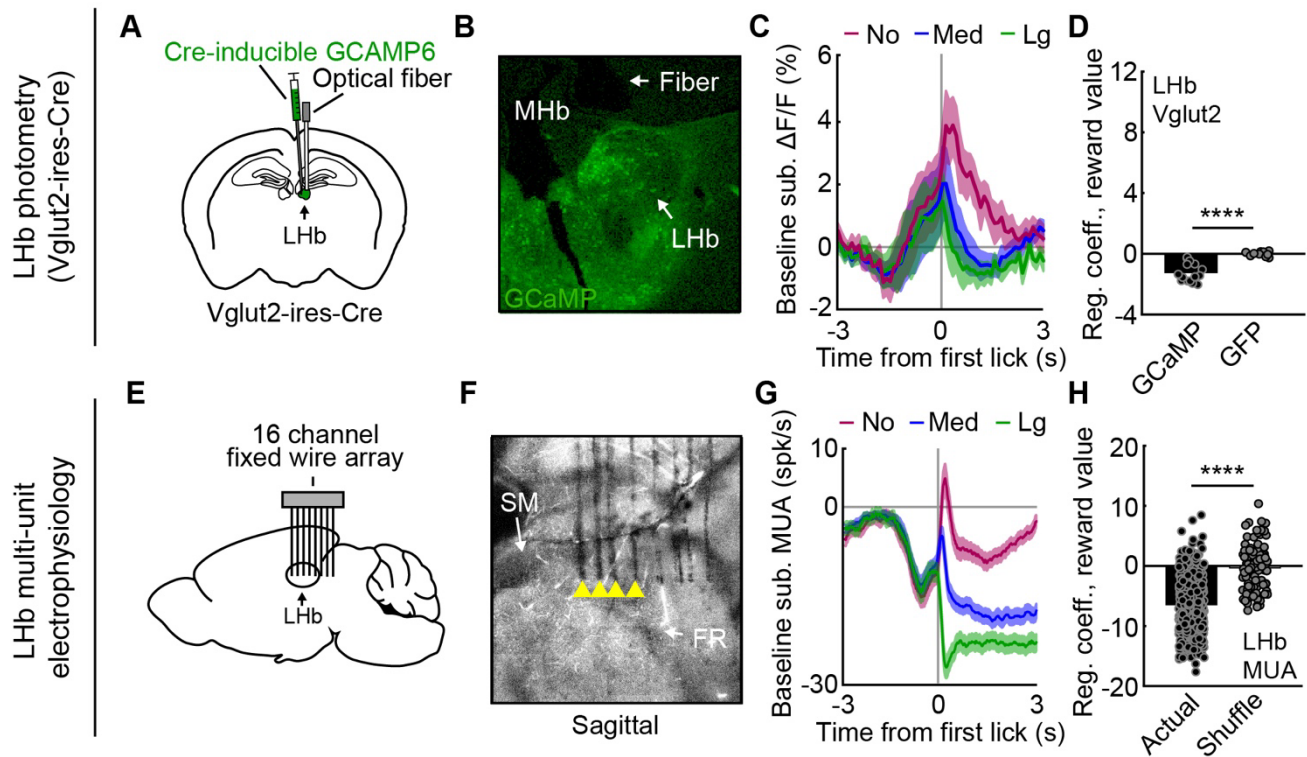 LHb photometry
(Vglut2-ires-Cre)
A
Cre-inducible GCAMP6
Optical fiber
LHb
Vglut2-ires-Cre
B
Fiber
MHb
LHb
GCaMP
C
No Med Lg
Baseline sub. ΔF/F (%)
6
4
2
0
-2
-3 0 3
Time from first lick (s)
D
Reg. coeff., reward value
12
LHb
Vglut2
4
****
0
-4
GCaMP
GFP
LHb multi-unit
electrophysiology
E
16 channel
fixed wire array
LHb
F
SM
FR
Sagittal
G
No Med Lg
Baseline sub. MUA (spk/s)
10
0
-30
-3 0 3
Time from first lick (s)
H
Reg. coeff., reward value
20
****
10
0
-10
LHb
MUA
-20
Actual
Shuffle